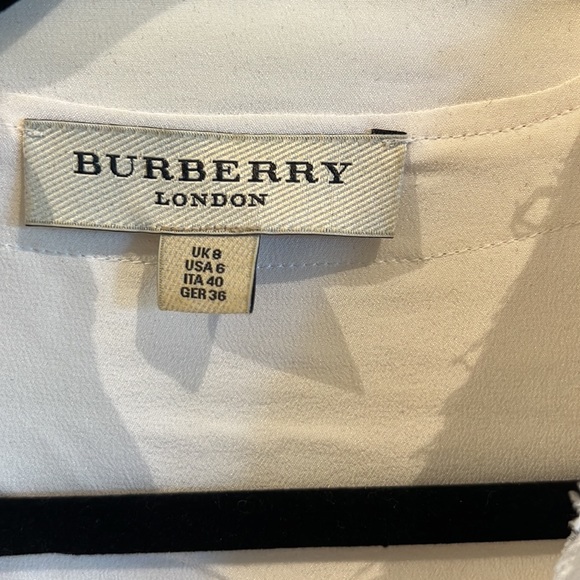 BURBERRY
LONDON
UK 8
USA 6
ITA 40
GER 36